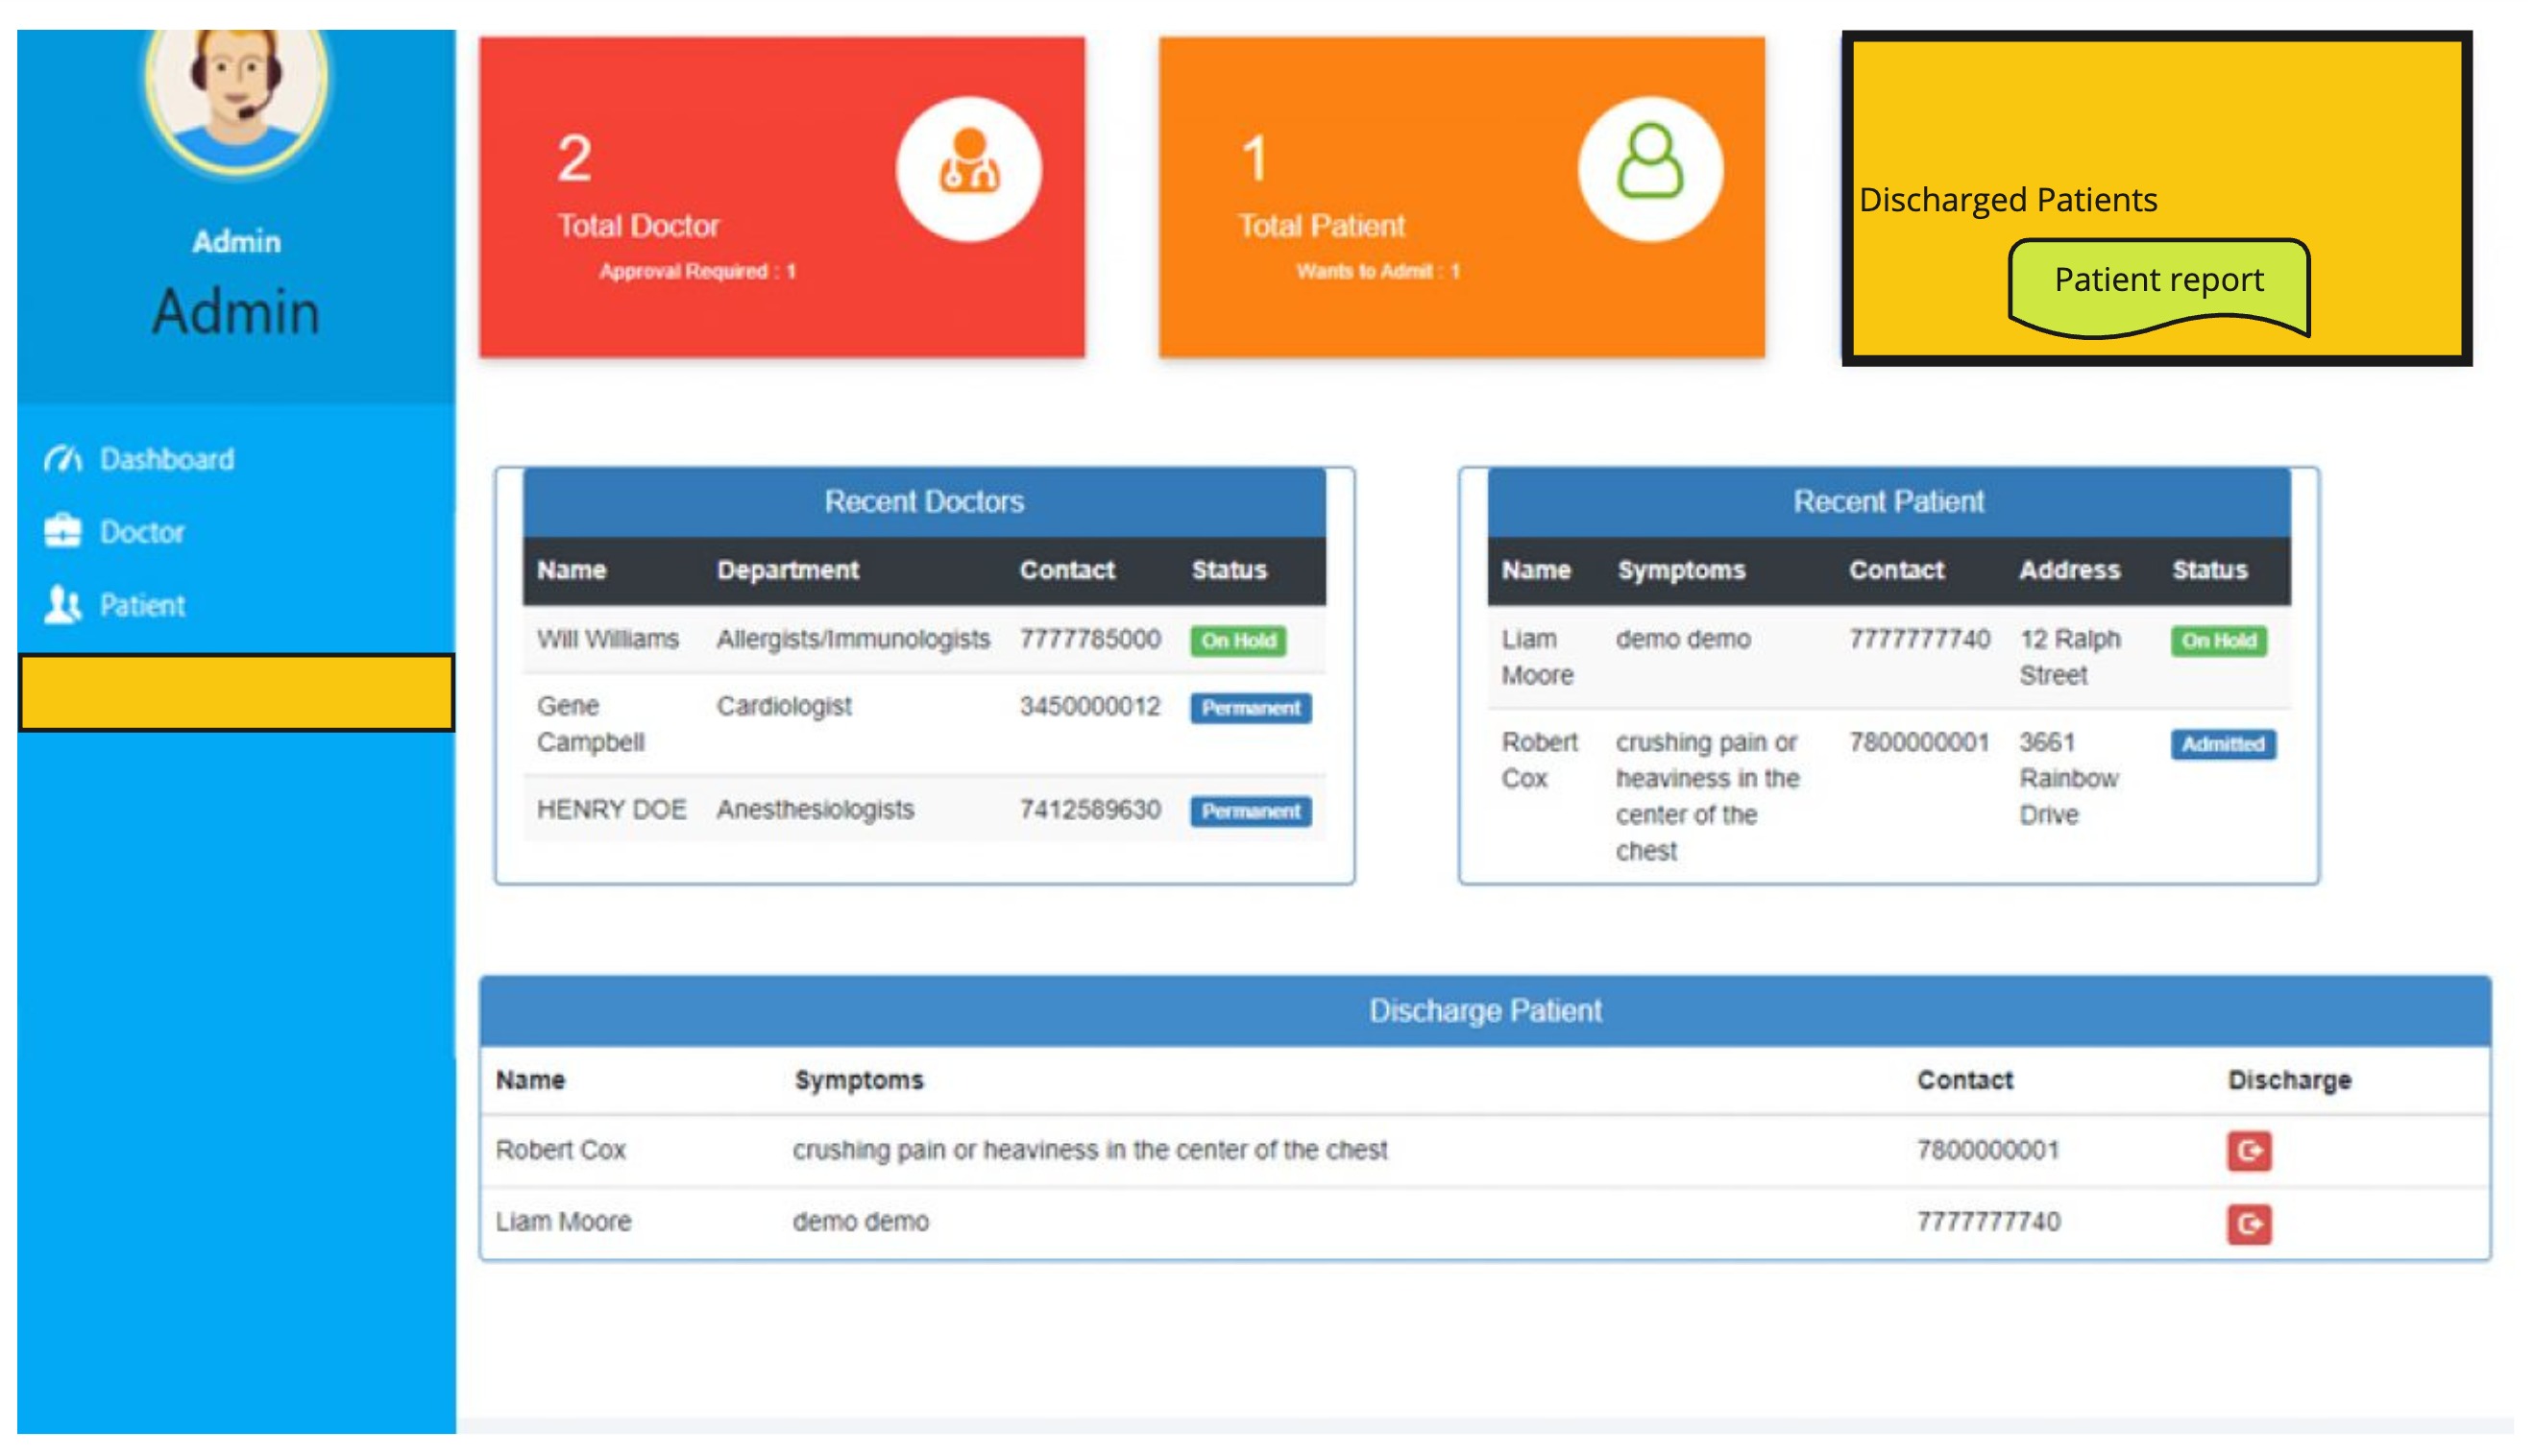 Admin
Admin
Dashboard
Doctor
Patient
2
Total Doctor
Approval Required : 1
1
Total Patient
Wants to Admit : 1
Discharged Patients
Patient report
Recent Doctors
Name Department Contact Status
Will Williams Allergists/Immunologists 7777785000 On Hold
Gene Cardiologist 3450000012 Permanent
Campbell
HENRY DOE Anesthesiologists 7412589630 Permanent
Recent Patient
Name Symptoms Contact Address Status
Liam demo demo 7777777740 12 Ralph On Hold
Moore Street
Robert crushing pain or 7800000001 3661 Admitted
Cox heaviness in the Rainbow
center of the Drive
chest
Discharge Patient
Name Symptoms Contact Discharge
Robert Cox crushing pain or heaviness in the center of the chest 7800000001
Liam Moore demo demo 7777777740